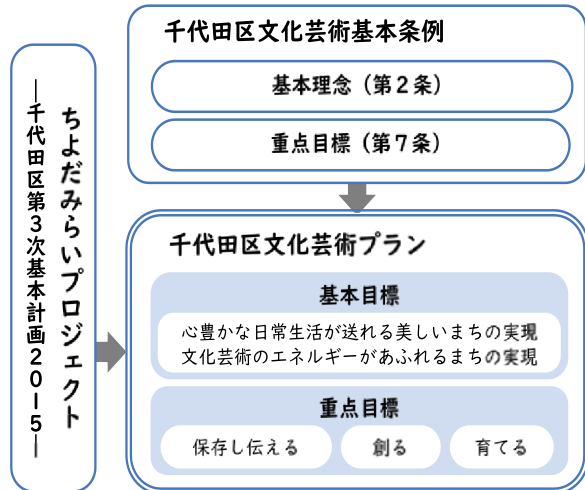 千代田区文化芸術基本条例
基本理念（第２条）
重点目標（第７条）
ちよだみらいプロジェクト
―千代田区第３次基本計画２０１５―
千代田区文化芸術プラン
基本目標
心豊かな日常生活が送れる美しいまちの実現
文化芸術のエネルギーがあふれるまちの実現
重点目標
保存し伝える
創る
育てる